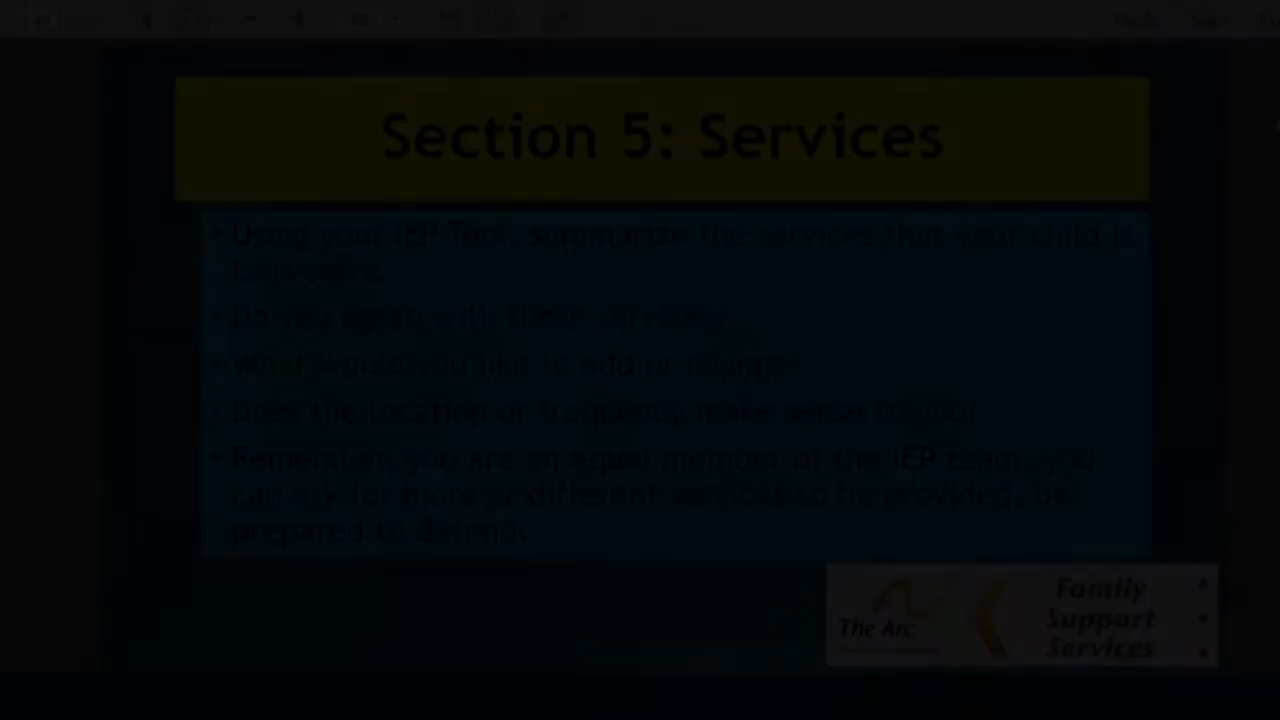 Section 5: Services
• Using your IEP Tool, summarize the services that your child is
• Do you agree with these services
• What would you like to add or change?
• Does the location or frequency make sense to you?
• Remember, you are an equal member of the IEP team, you
can ask for more or different services to be provided, be
prepared to defend.
The Arc
Family
Support
Services